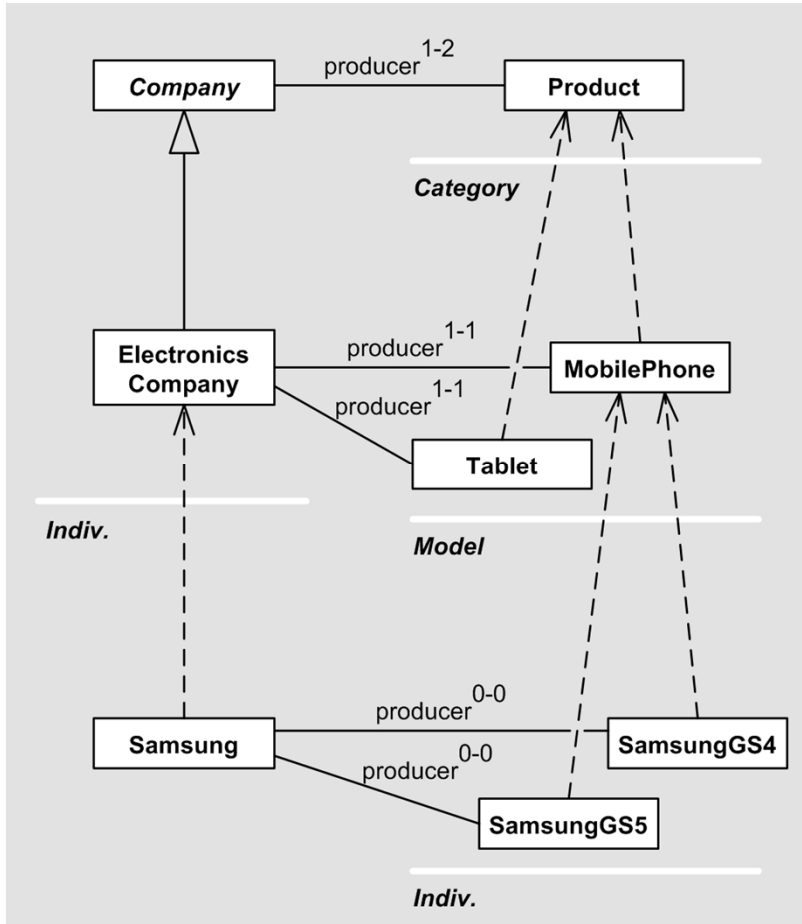 Company
producer 1-2
Product
Category
Electronics
Company
producer 1-1
MobilePhone
producer 1-1
Tablet
Indiv.
Model
Samsung
producer 0-0
SamsungGS4
producer 0-0
SamsungGS5
Indiv.